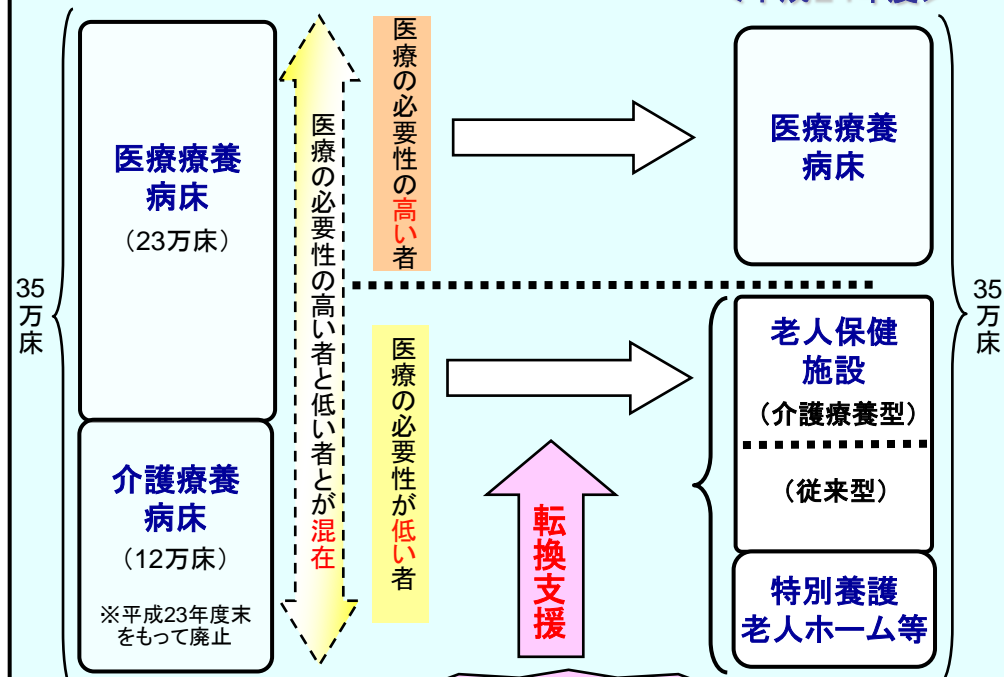 35
万
床
医療療養
病床
（23万床）
介護療養
病床
（12万床）
※平成23年度末
をもって廃止
医療の必要性の高い者と低い者とが混在
医療の必要性の高い者
医療の必要性が低い者
転換支援
医療療養
病床
老人保健
施設
（介護療養型）
（従来型）
特別養護
老人ホーム等
35
万
床